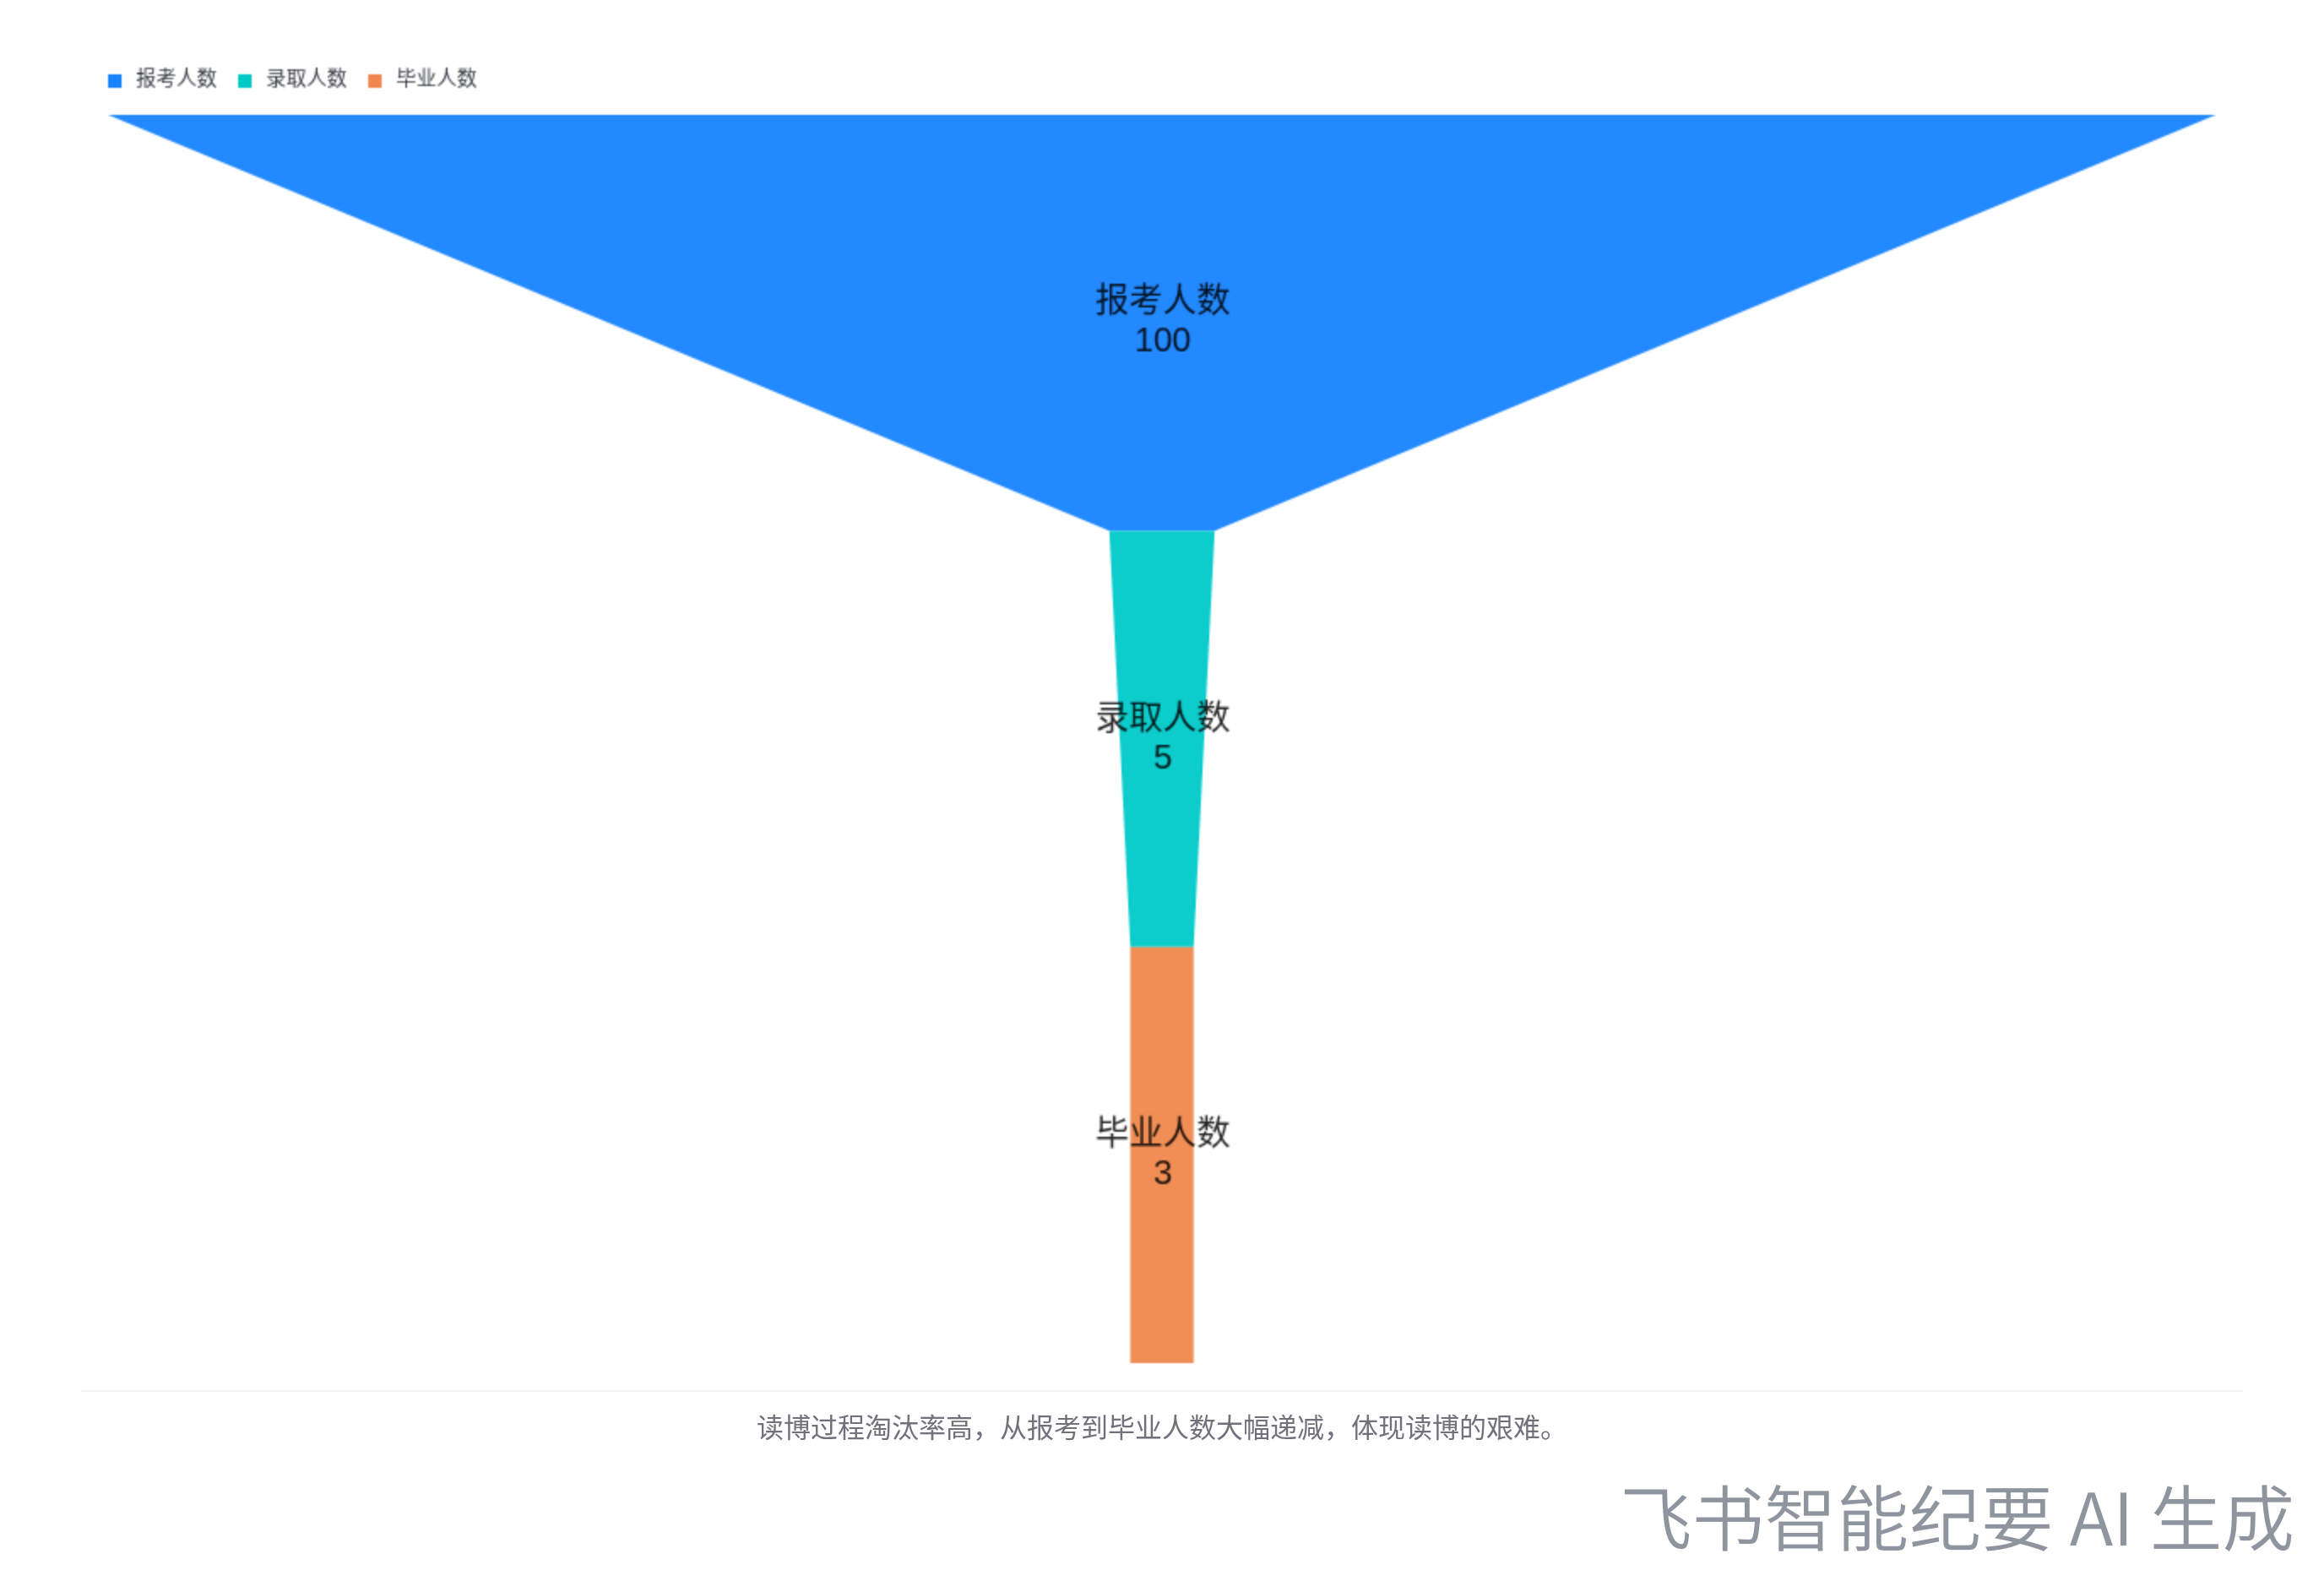 报考人数 录取人数 毕业人数
报考人数
100
录取人数
5
毕业人数
3
读博过程淘汰率高，从报考到毕业人数大幅递减，体现读博的艰难。
飞书智能纪要 AI 生成